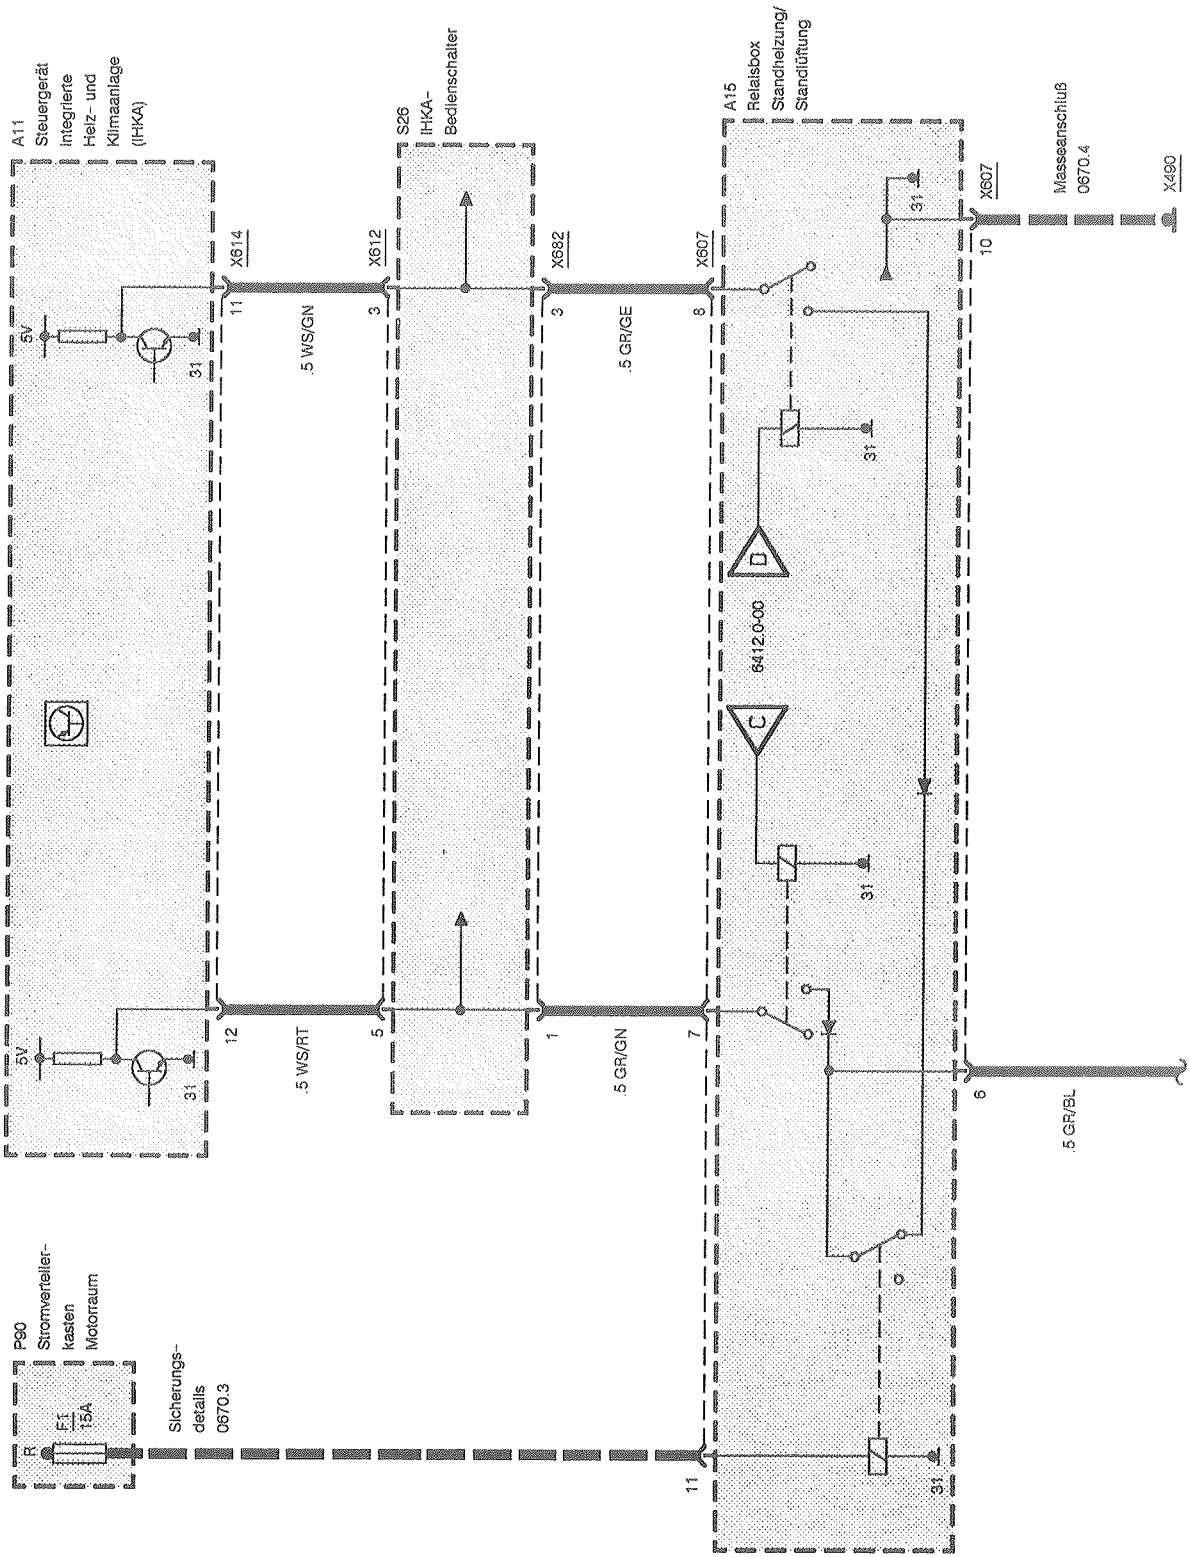 P90
Stromverteiler-
kasten
Motorraum
R
F1
15A
Sicherungs-
details
0670.3
A11
Steuergerät
Integrierte
Heiz- und
Klimaanlage
(IHKA)
5V
31
5V
31
12
11
X614
.5 WS/RT
.5 WS/GN
5
3
X612
S26
IHKA-
Bedienschalter
1
3
X682
.5 GR/GN
.5 GR/GE
11
7
8
X607
A15
Relaisbox
Standheizung/
Standlüftung
C
6412.0-00
D
31
31
31
31
6
10
X607
.5 GR/BL
Masseanschluß
0670.4
X490